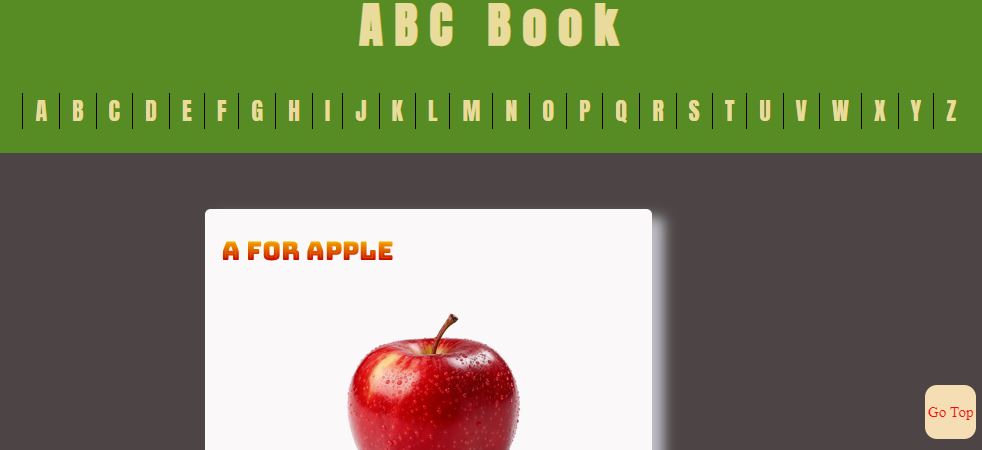 ABC Book
A B C D E F G H I J K L M N O P Q R S T U V W X Y Z
A FOR APPLE
Go Top